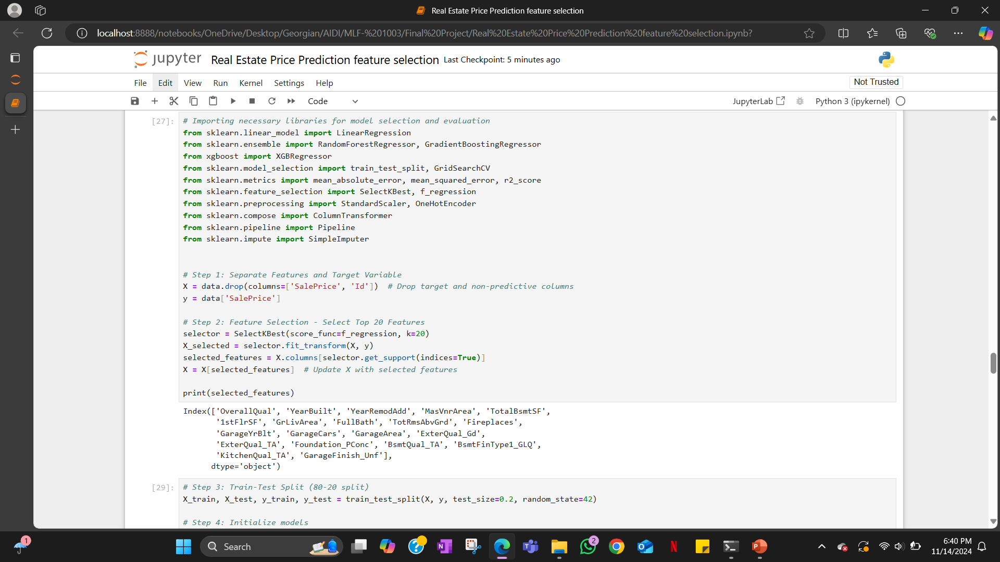 Real Estate Price Prediction feature selection
localhost:8888/notebooks/OneDrive/Desktop/Georgian/AIDI/MLF-%201003/Final%20Project/Real%20Estate%20Price%20Prediction%20feature%20selection.ipynb?
jupyter Real Estate Price Prediction feature selection Last Checkpoint: 5 minutes ago
File Edit View Run Kernel Settings Help Not Trusted
Code JupyterLab Python 3 (ipykernel)
[27]: # Importing necessary libraries for model selection and evaluation
from sklearn.linear_model import LinearRegression
from sklearn.ensemble import RandomForestRegressor, GradientBoostingRegressor
from xgboost import XGBRegressor
from sklearn.model_selection import train_test_split, GridSearchCV
from sklearn.metrics import mean_absolute_error, mean_squared_error, r2_score
from sklearn.feature_selection import SelectKBest, f_regression
from sklearn.preprocessing import StandardScaler, OneHotEncoder
from sklearn.compose import ColumnTransformer
from sklearn.pipeline import Pipeline
from sklearn.impute import SimpleImputer
# Step 1: Separate Features and Target Variable
X = data.drop(columns=['SalePrice', 'Id'])  # Drop target and non-predictive columns
y = data['SalePrice']
# Step 2: Feature Selection - Select Top 20 Features
selector = SelectKBest(score_func=f_regression, k=20)
X_selected = selector.fit_transform(X, y)
selected_features = X.columns[selector.get_support(indices=True)]
X = X[selected_features]  # Update X with selected features
print(selected_features)
Index(['OverallQual', 'YearBuilt', 'YearRemodAdd', 'MasVnrArea', 'TotalBsmtSF',
'1stFlrSF', 'GrLivArea', 'FullBath', 'TotRmsAbvGrd', 'Fireplaces',
'GarageYrBlt', 'GarageCars', 'GarageArea', 'ExterQual_Gd',
'ExterQual_TA', 'Foundation_PConc', 'BsmtQual_TA', 'BsmtFinType1_GLQ',
'KitchenQual_TA', 'GarageFinish_Unf'],
dtype='object')
[29]: # Step 3: Train-Test Split (80-20 split)
X_train, X_test, y_train, y_test = train_test_split(X, y, test_size=0.2, random_state=42)
# Step 4: Initialize models
1 Search 2 6:40 PM
11/14/2024